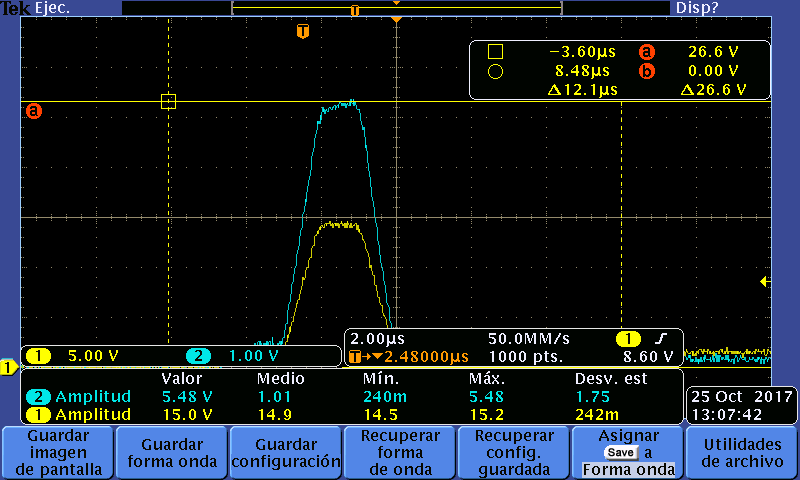 Tek Ejec. T Disp?
T
−3.60µs a 26.6 V
8.48µs b 0.00 V
Δ12.1µs Δ26.6 V
a
1 5.00 V 2 1.00 V
2.00µs 50.0MM/s 1 8.60 V
T→▼2.48000µs 1000 pts.
1
Valor Medio Mín. Máx. Desv. est
2 Amplitud 5.48 V 1.01 240m 5.48 1.75
1 Amplitud 15.0 V 14.9 14.5 15.2 242m
25 Oct 2017
13:07:42
Guardar imagen de pantalla
Guardar forma onda
Guardar configuración
Recuperar forma de onda
Recuperar config. guardada
Asignar Save a Forma onda
Utilidades de archivo